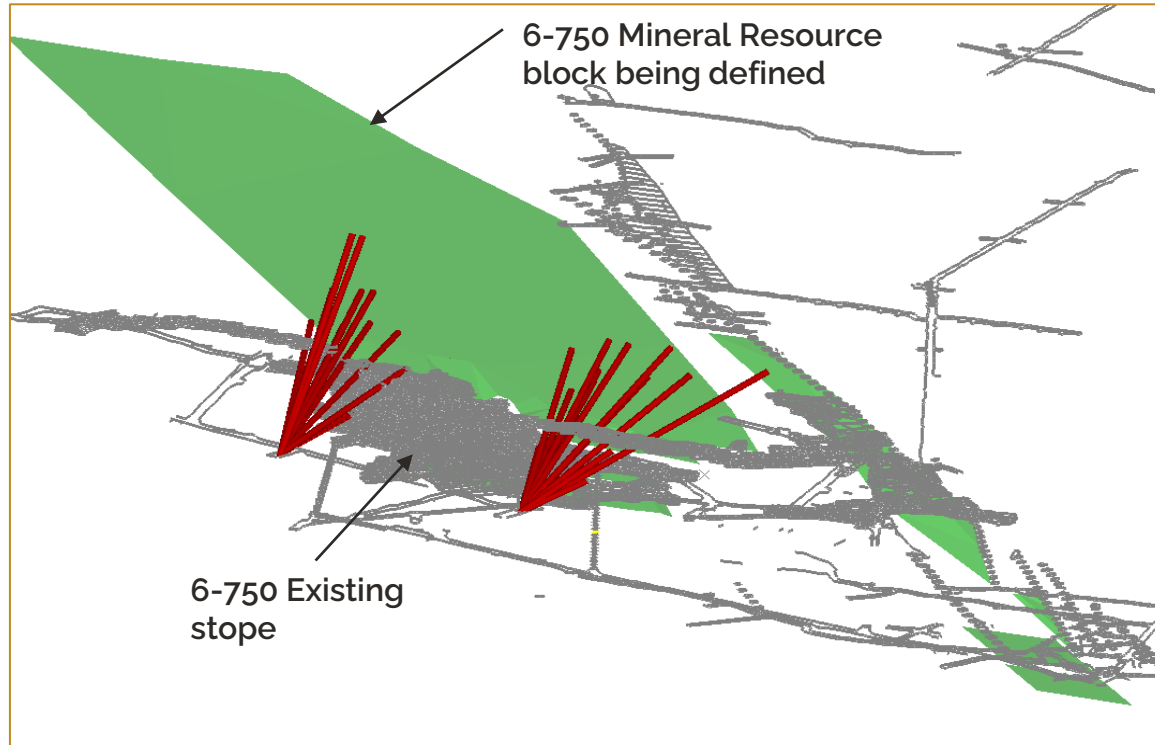 6-750 Mineral Resource
block being defined
6-750 Existing
stope